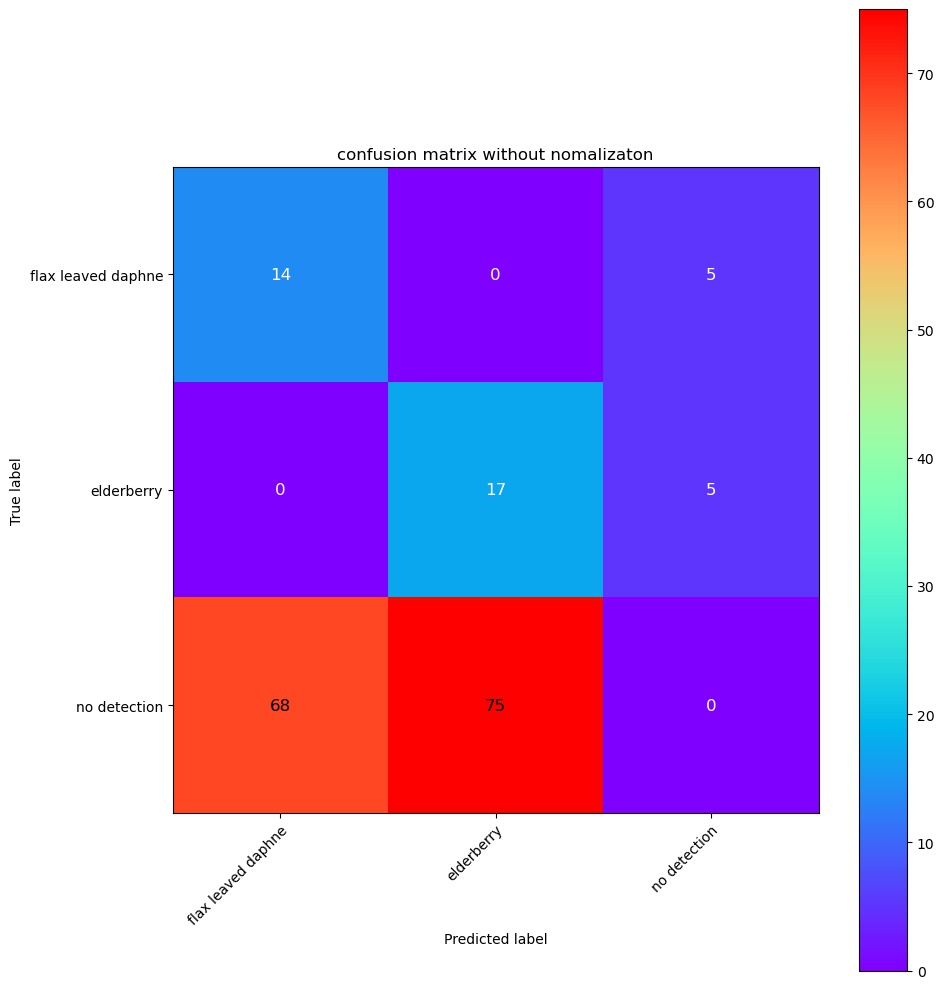 confusion matrix without nomalizaton
True label
flax leaved daphne
elderberry
no detection
14 0 5
0 17 5
68 75 0
flax leaved daphne
elderberry
no detection
Predicted label
70
60
50
40
30
20
10
0